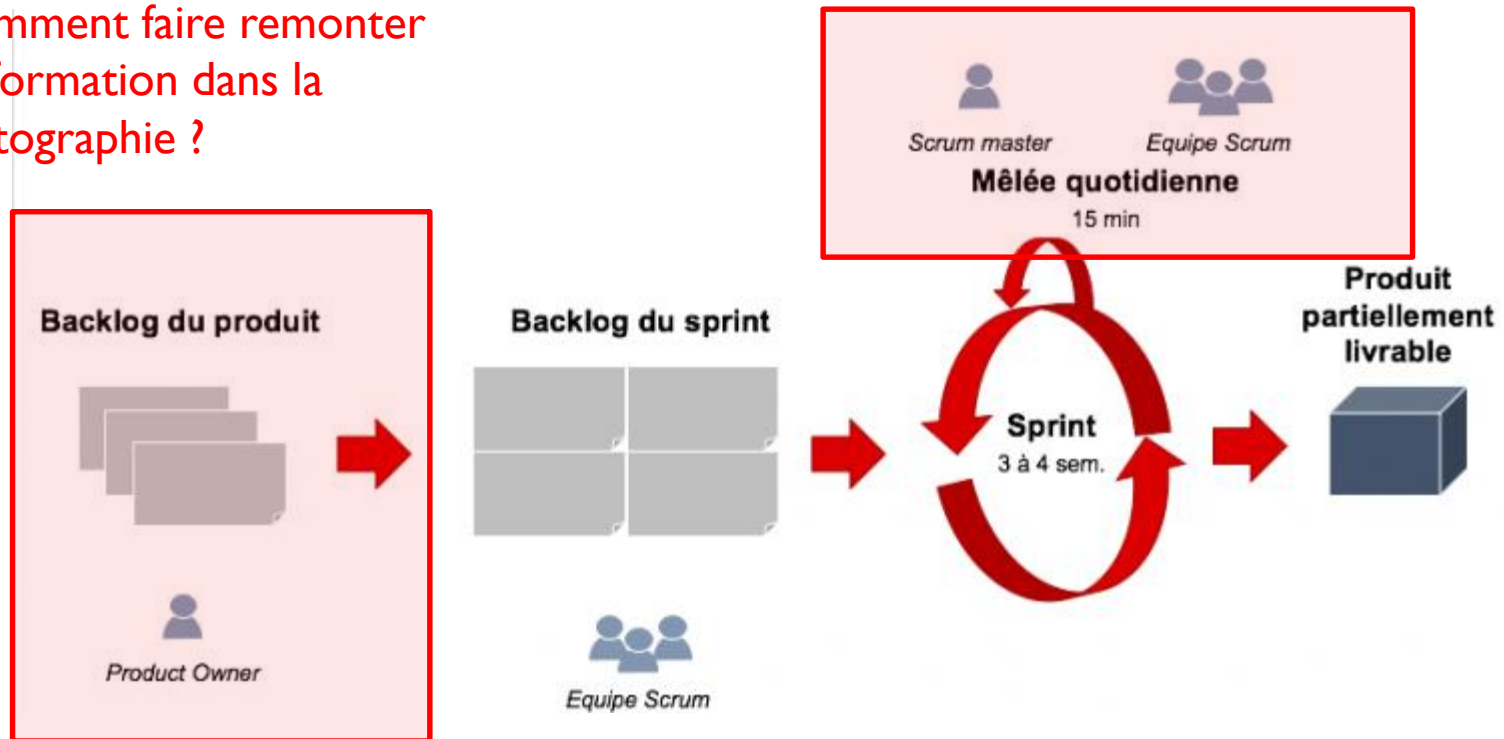 mment faire remonter
formation dans la
tographie ?
Scrum master
Equipe Scrum
Mêlée quotidienne
15 min
Backlog du produit
Backlog du sprint
Produit
partiellement
livrable
Sprint
3 à 4 sem.
Product Owner
Equipe Scrum